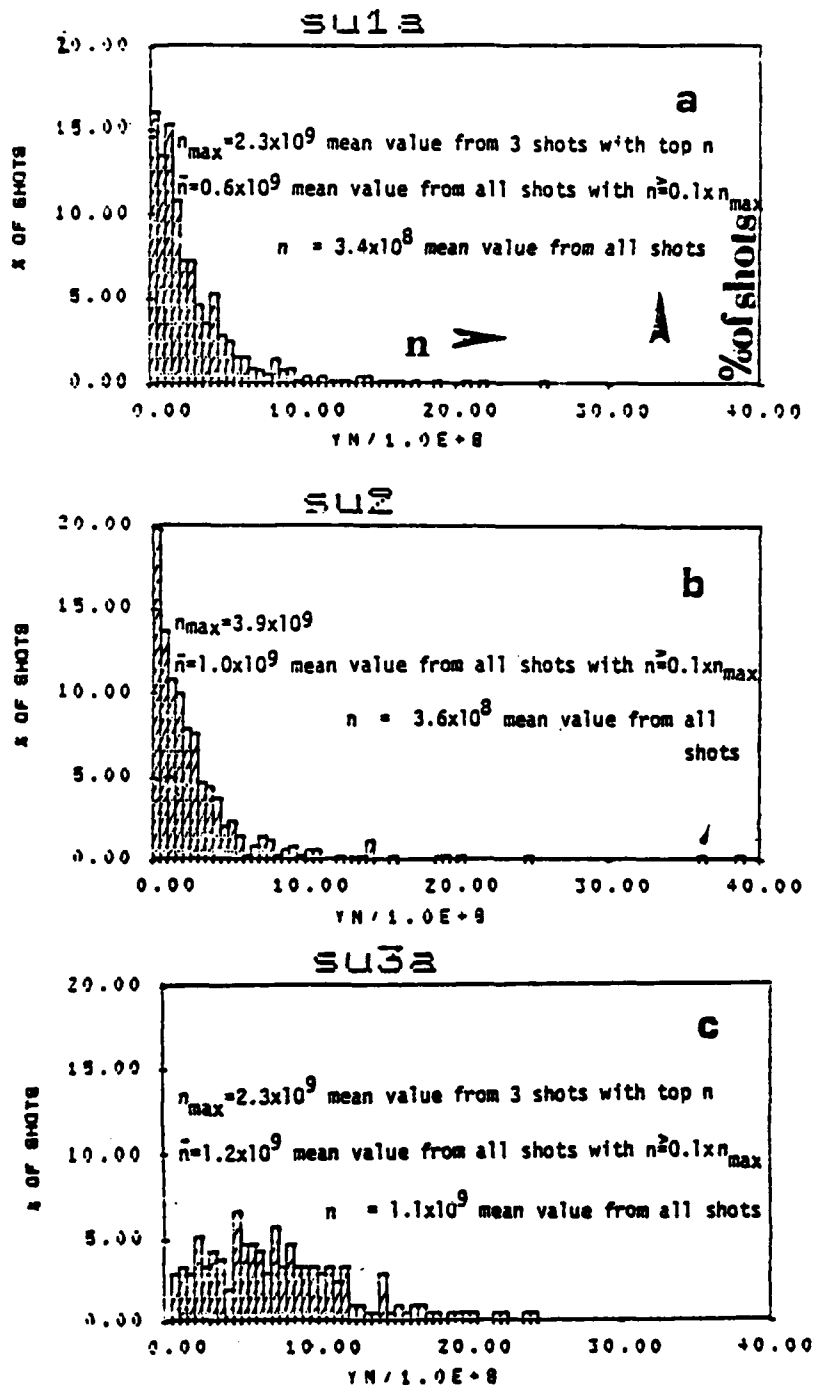 su1a
20.00
a
15.00
n_max=2.3x10^9 mean value from 3 shots with top n
n̄=0.6x10^9 mean value from all shots with n≥0.1xn_max
10.00
n = 3.4x10^8 mean value from all shots
% OF SHOTS
%of shots
5.00
n
0.00
0.00 10.00 20.00 30.00 40.00
YN/1.0E+8
su2
20.00
b
15.00
n_max=3.9x10^9
n̄=1.0x10^9 mean value from all shots with n≥0.1xn_max
10.00
n = 3.6x10^8 mean value from all
shots
% OF SHOTS
5.00
0.00
0.00 10.00 20.00 30.00 40.00
YN/1.0E+8
su3a
20.00
c
15.00
n_max=2.3x10^9 mean value from 3 shots with top n
n̄=1.2x10^9 mean value from all shots with n≥0.1xn_max
10.00
n = 1.1x10^9 mean value from all shots
% OF SHOTS
5.00
0.00
0.00 10.00 20.00 30.00 40.00
YN/1.0E+8